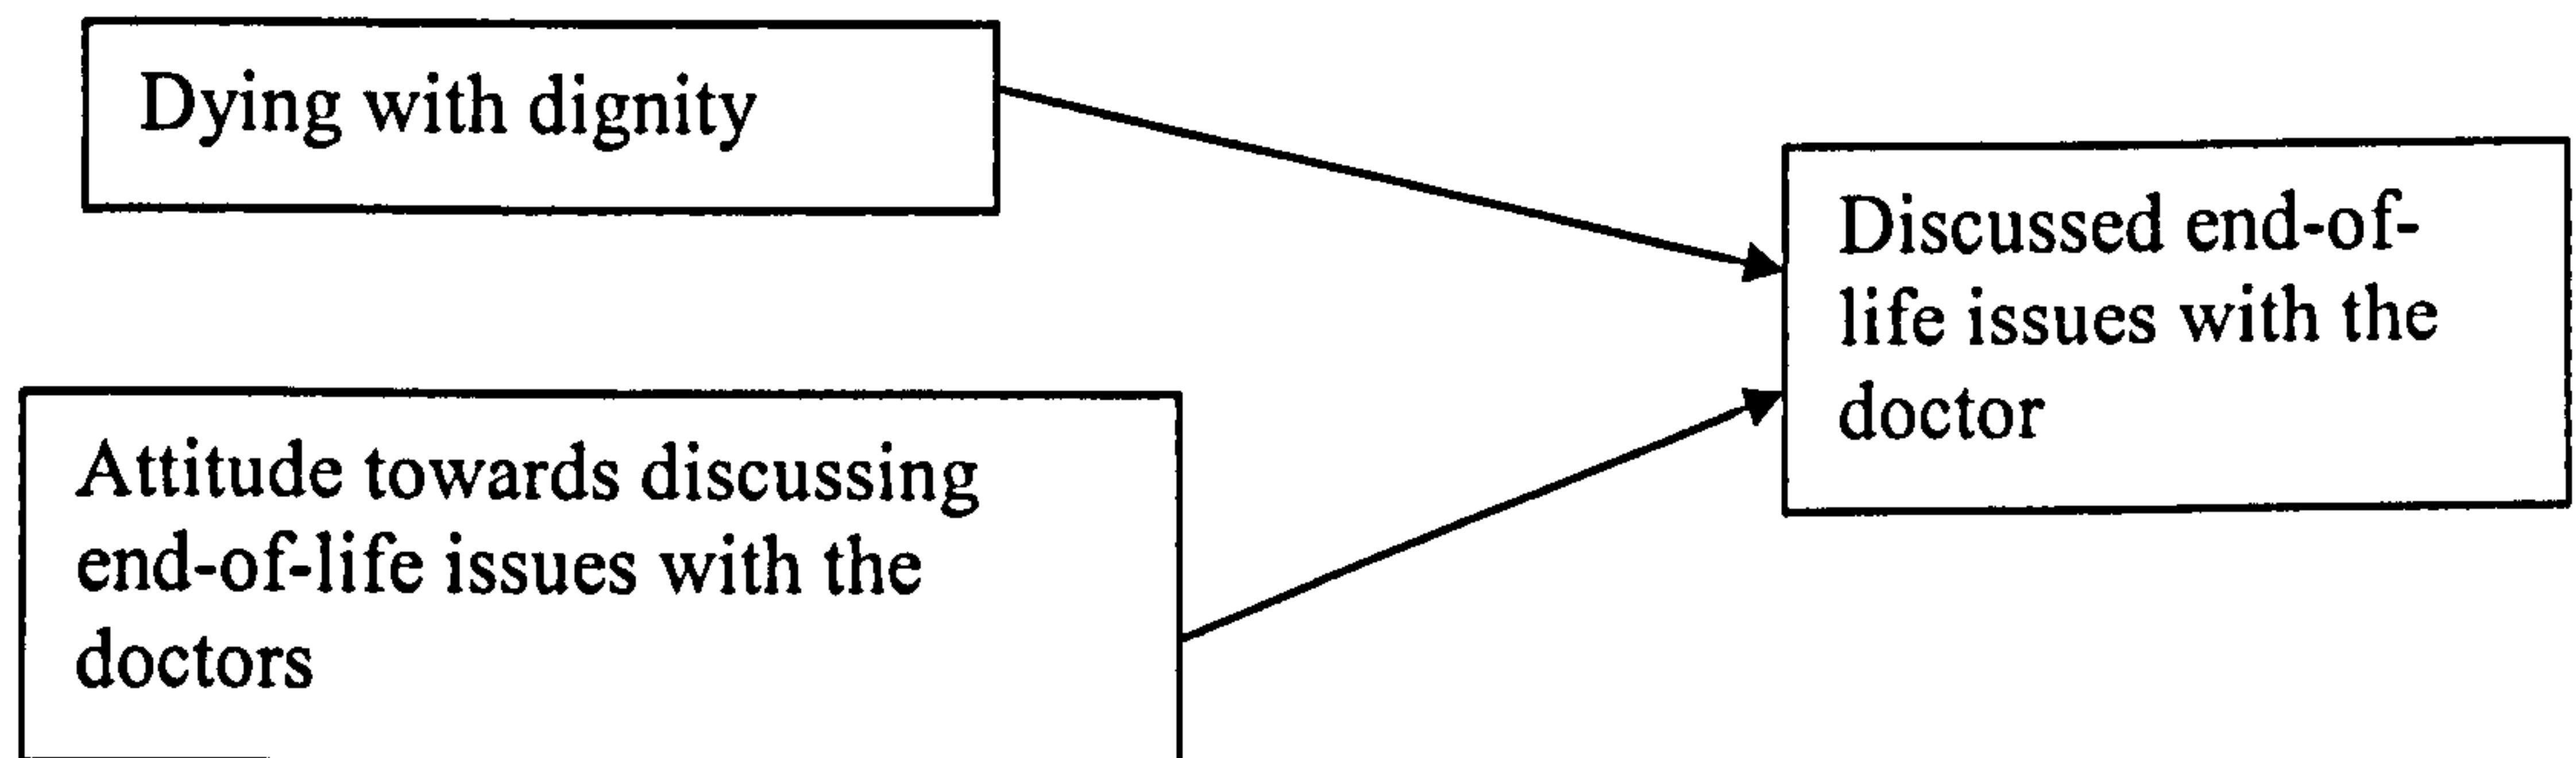 Dying with dignity
Discussed end-of-
life issues with the
doctor
Attitude towards discussing
end-of-life issues with the
doctors